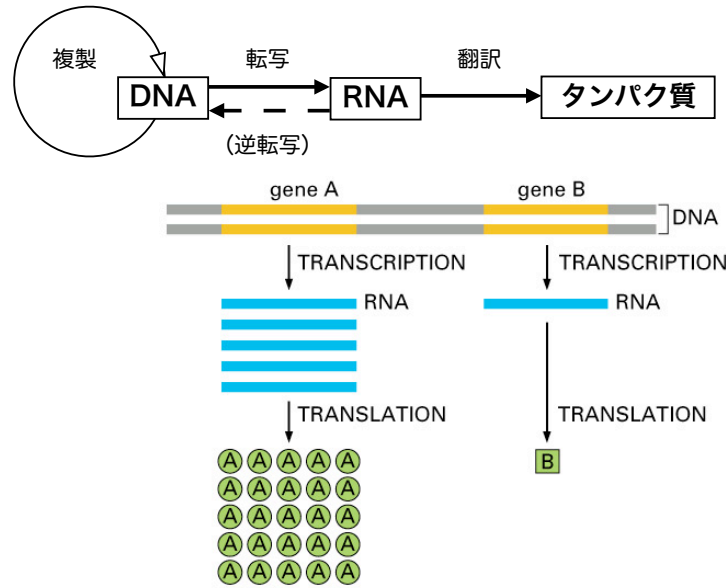 複製
転写
翻訳
DNA
RNA
タンパク質
(逆転写)
gene A
gene B
DNA
TRANSCRIPTION
TRANSCRIPTION
RNA
RNA
TRANSLATION
TRANSLATION
A A A A A
B
A A A A A
A A A A A
A A A A A
A A A A A